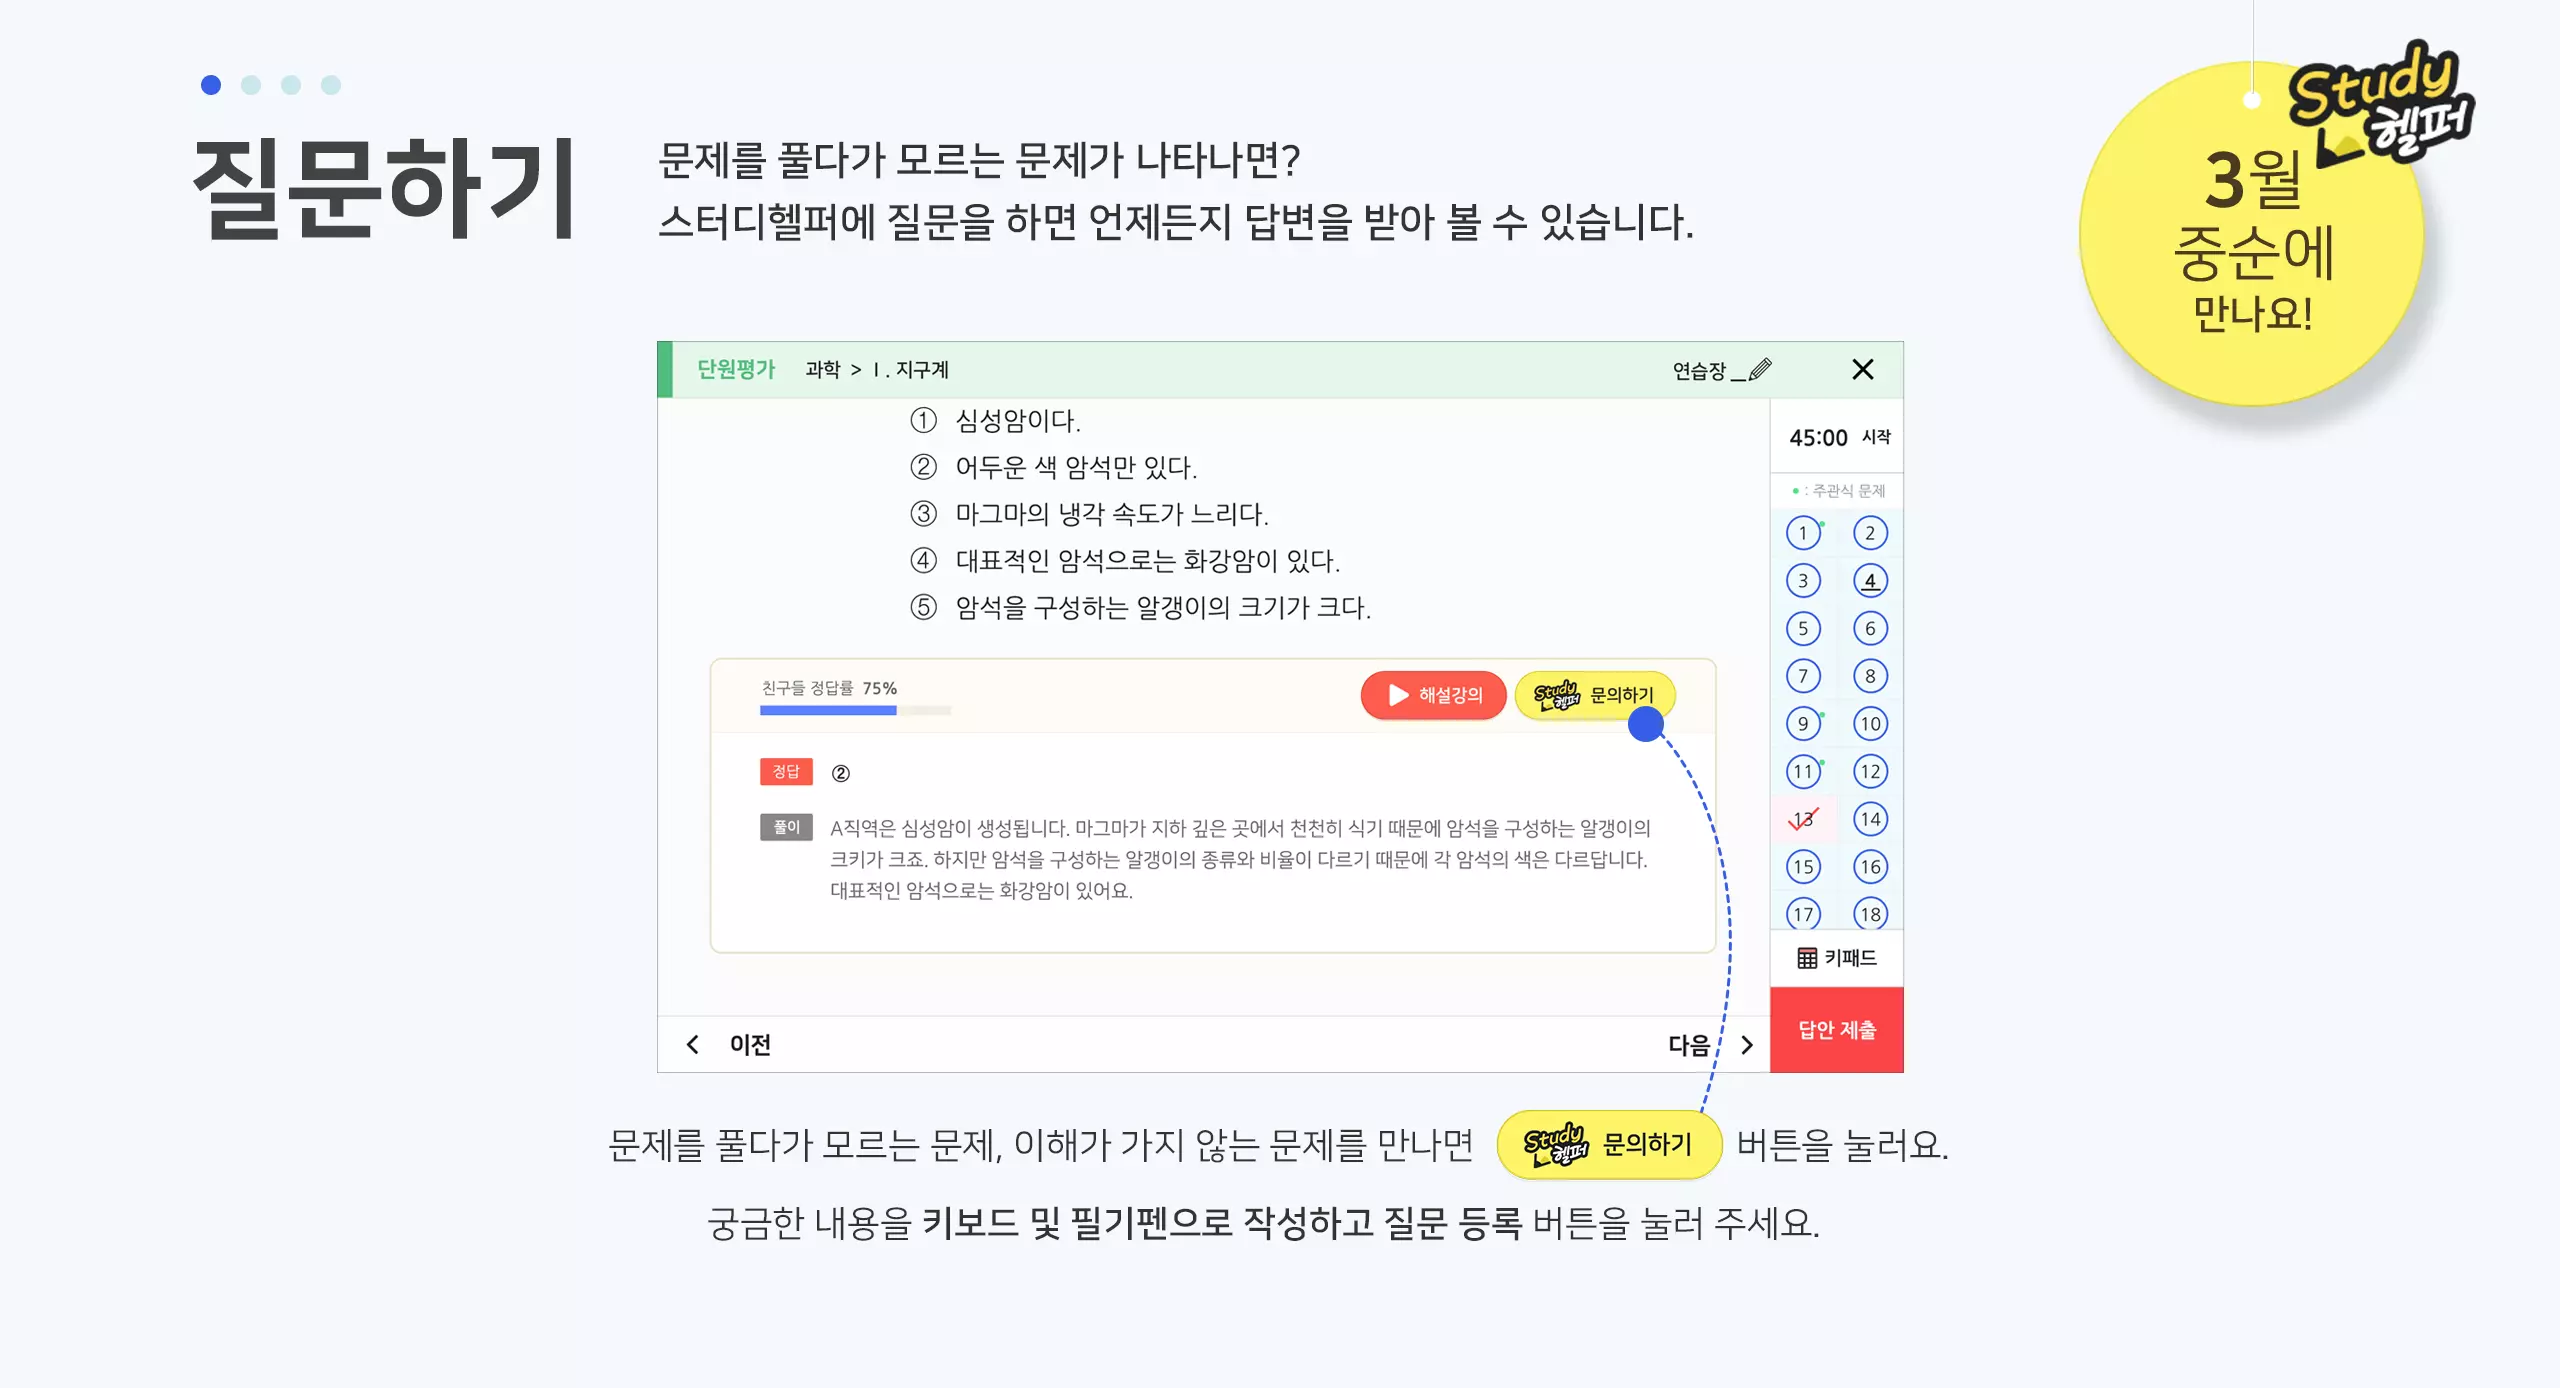 질문하기
문제를 풀다가 모르는 문제가 나타나면?
스터디헬퍼에 질문을 하면 언제든지 답변을 받아 볼 수 있습니다.
Study
헬퍼
3월
중순에
만나요!
단원평가 과학 > Ⅰ. 지구계 연습장
① 심성암이다.
② 어두운 색 암석만 있다.
③ 마그마의 냉각 속도가 느리다.
④ 대표적인 암석으로는 화강암이 있다.
⑤ 암석을 구성하는 알갱이의 크기가 크다.
친구들 정답률 75%
해설강의
Study 헬퍼 문의하기
정답 ②
풀이 A직역은 심성암이 생성됩니다. 마그마가 지하 깊은 곳에서 천천히 식기 때문에 암석을 구성하는 알갱이의
크키가 크죠. 하지만 암석을 구성하는 알갱이의 종류와 비율이 다르기 때문에 각 암석의 색은 다르답니다.
대표적인 암석으로는 화강암이 있어요.
이전 다음
45:00 시작
: 주관식 문제
1 2
3 4
5 6
7 8
9 10
11 12
13 14
15 16
17 18
키패드
답안 제출
문제를 풀다가 모르는 문제, 이해가 가지 않는 문제를 만나면 Study 헬퍼 문의하기 버튼을 눌러요.
궁금한 내용을 키보드 및 필기펜으로 작성하고 질문 등록 버튼을 눌러 주세요.